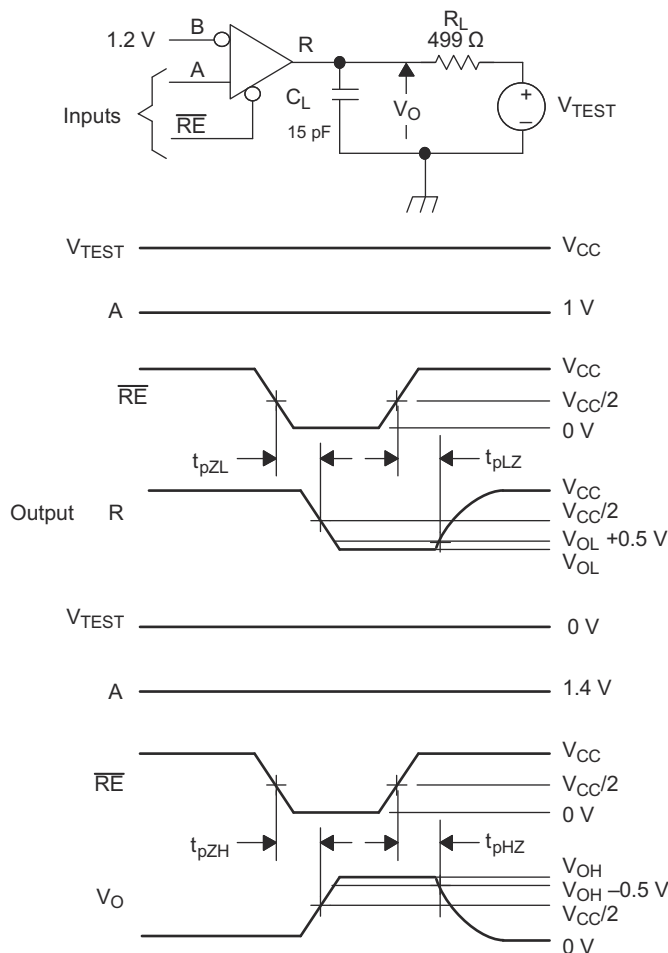 B
1.2 V
A
R
Inputs
RE
C_L
15 pF
V_O
R_L
499 Ω
+
–
V_TEST
V_TEST
V_CC
A
1 V
RE
V_CC
V_CC/2
0 V
t_pZL
t_pLZ
Output R
V_CC
V_CC/2
V_OL +0.5 V
V_OL
V_TEST
0 V
A
1.4 V
RE
V_CC
V_CC/2
0 V
t_pZH
t_pHZ
V_O
V_OH
V_OH –0.5 V
V_CC/2
0 V